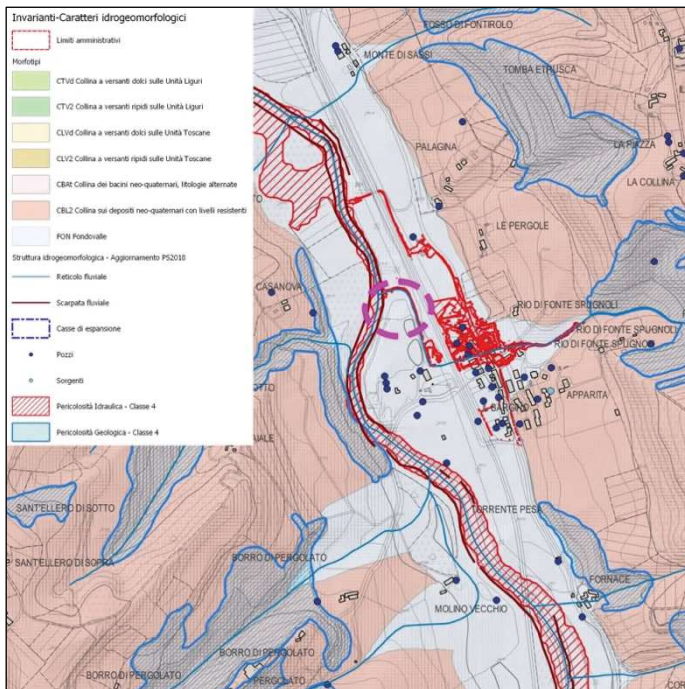 Invarianti-Caratteri idrogeomorfologici
Limiti amministrativi
Morfotipi
CTVd Collina a versanti dolci sulle Unità Liguri
CTV2 Collina a versanti ripidi sulle Unità Liguri
CLVd Collina a versanti dolci sulle Unità Toscane
CLV2 Collina a versanti ripidi sulle Unità Toscane
CBAt Collina dei bacini neo-quaternari, litologie alternate
CBL2 Collina sui depositi neo-quaternari con livelli resistenti
FON Fondovalle
Struttura idrogeomorfologica - Aggiornamento PS2018
Reticolo fluviale
Scarpata fluviale
Casse di espansione
Pozzi
Sorgenti
Pericolosità Idraulica - Classe 4
Pericolosità Geologica - Classe 4
FOSSO DI FONTIROLO
MONTE DI SASSI
TOMBA ETRUSCA
PALAGINA
LA PIAZZA
LA COLLINA
LE PERGOLE
CASANOVA
RIO DI FONTE SPUGNOLI
RIO DI FONTE SPUGNOLI
RIO DI FONTE SPUGNO
APPARITA
BARGINO
SANT'ELLERO DI SOTTO
TORRENTE PESA
SANT'ELLERO DI SOPRA
BORRO DI PERGOLATO
FORNACE
MOLINO VECCHIO
BORRO DI PERGOLATO
BORRO DI PERGOLATO
PERGOLATO